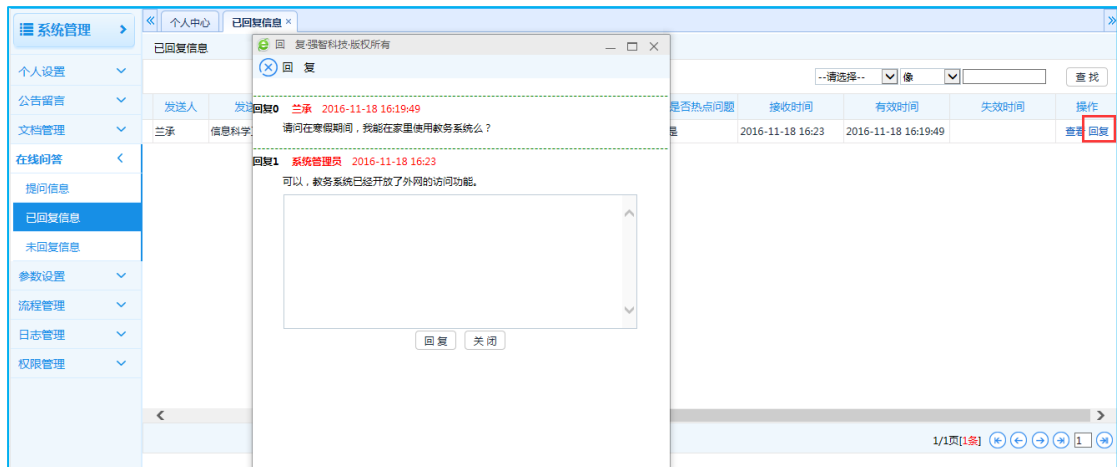 系统管理
个人中心 已回复信息 ×
已回复信息
回 复-强智科技-版权所有
回 复
个人设置
--请选择-- 像 查 找
公告留言
发送人 是否热点问题 接收时间 有效时间 失效时间 操作
回复0 兰承 2016-11-18 16:19:49
请问在寒假期间，我能在家里使用教务系统么？
文档管理
兰承 信息科学 2016-11-18 16:23 2016-11-18 16:19:49 查看 回复
在线问答
回复1 系统管理员 2016-11-18 16:23
可以，教务系统已经开放了外网的访问功能。
提问信息
已回复信息
未回复信息
参数设置
流程管理
日志管理
回 复 关 闭
权限管理
1/1页[1条] 1